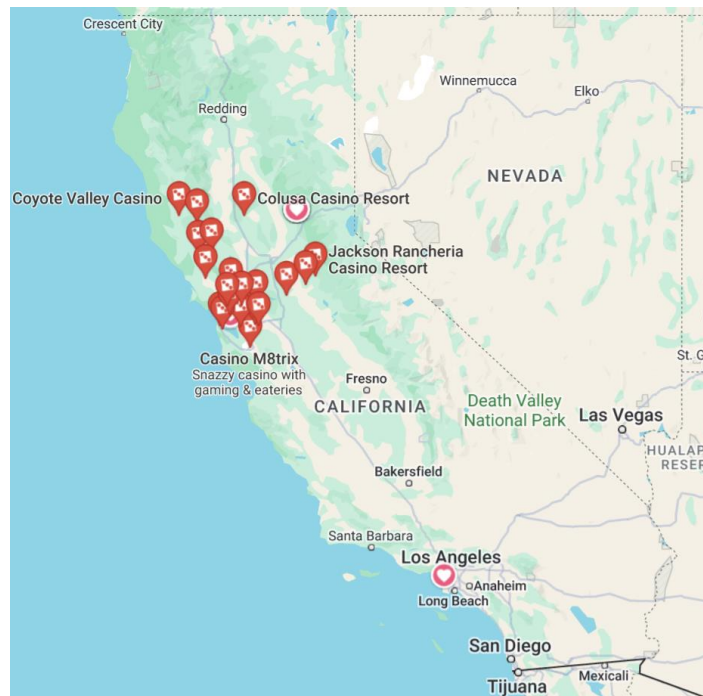 Crescent City
Winnemucca
Elko
Redding
NEVADA
Coyote Valley Casino
Colusa Casino Resort
Jackson Rancheria
Casino Resort
Casino M8trix
Snazzy casino with
gaming & eateries
St. G
Fresno
CALIFORNIA
Death Valley
National Park
Las Vegas
HUALAP
RESER
Bakersfield
Santa Barbara
Los Angeles
Anaheim
Long Beach
San Diego
Mexicali
Tijuana